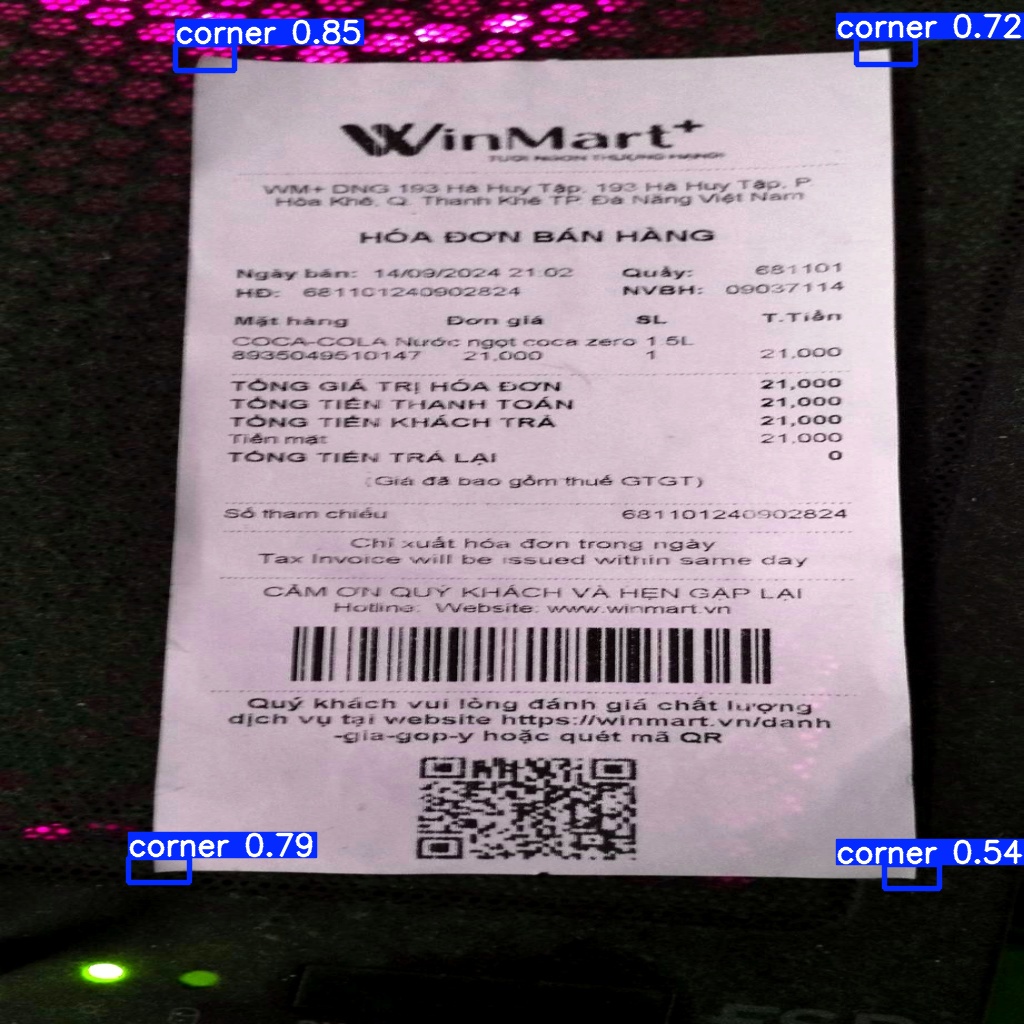 corner 0.85
corner 0.72
WinMart+
TƯƠI NGON THƯỢNG HẠNG
WM+ DNG 193 Hà Huy Tập, 193 Hà Huy Tập, P.
Hòa Khê, Q. Thanh Khê TP. Đà Nẵng Việt Nam
HÓA ĐƠN BÁN HÀNG
Ngày bán: 14/09/2024 21:02 Quầy: 681101
HĐ: 681101240902824 NVBH: 09037114
Mặt hàng Đơn giá SL T.Tiền
COCA-COLA Nước ngọt coca zero 1.5L
8935049510147 21,000 1 21,000
TỔNG GIÁ TRỊ HÓA ĐƠN 21,000
TỔNG TIỀN THANH TOÁN 21,000
TỔNG TIỀN KHÁCH TRẢ 21,000
Tiền mặt 21,000
TỔNG TIỀN TRẢ LẠI 0
(Giá đã bao gồm thuế GTGT)
Số tham chiếu 681101240902824
Chỉ xuất hóa đơn trong ngày
Tax Invoice will be issued within same day
CẢM ƠN QUÝ KHÁCH VÀ HẸN GẶP LẠI
Hotline: Website: www.winmart.vn
Quý khách vui lòng đánh giá chất lượng
dịch vụ tại website https://winmart.vn/danh
-gia-gop-y hoặc quét mã QR
corner 0.79
corner 0.54